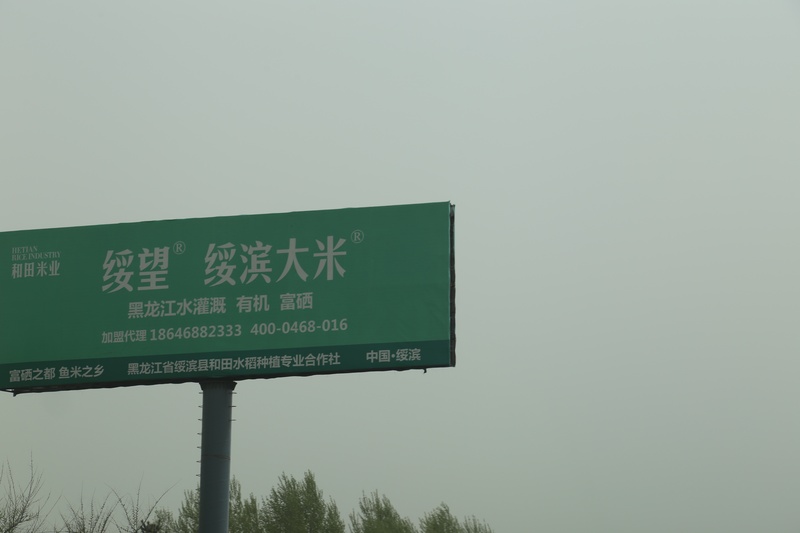 HETIAN
RICE INDUSTRY
和田米业
绥望® 绥滨大米®
黑龙江水灌溉 有机 富硒
加盟代理 18646882333 400-0468-016
富硒之都 鱼米之乡 黑龙江省绥滨县和田水稻种植专业合作社 中国·绥滨